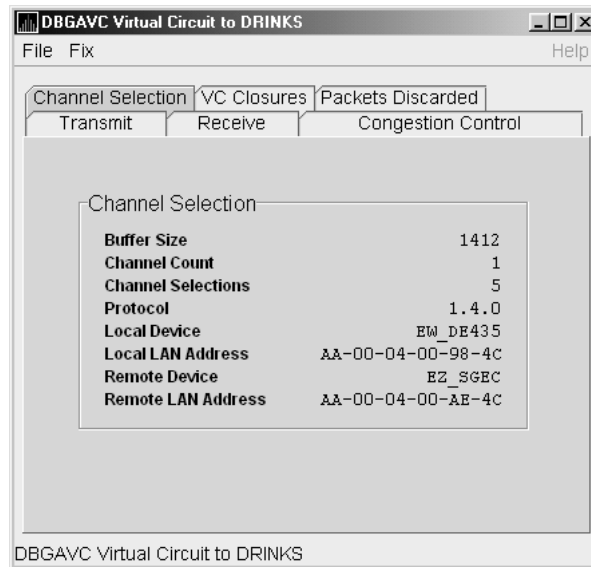 DBGAVC Virtual Circuit to DRINKS
File Fix Help
Channel Selection VC Closures Packets Discarded
Transmit Receive Congestion Control
Channel Selection
Buffer Size 1412
Channel Count 1
Channel Selections 5
Protocol 1.4.0
Local Device EW_DE435
Local LAN Address AA-00-04-00-98-4C
Remote Device EZ_SGEC
Remote LAN Address AA-00-04-00-AE-4C
DBGAVC Virtual Circuit to DRINKS